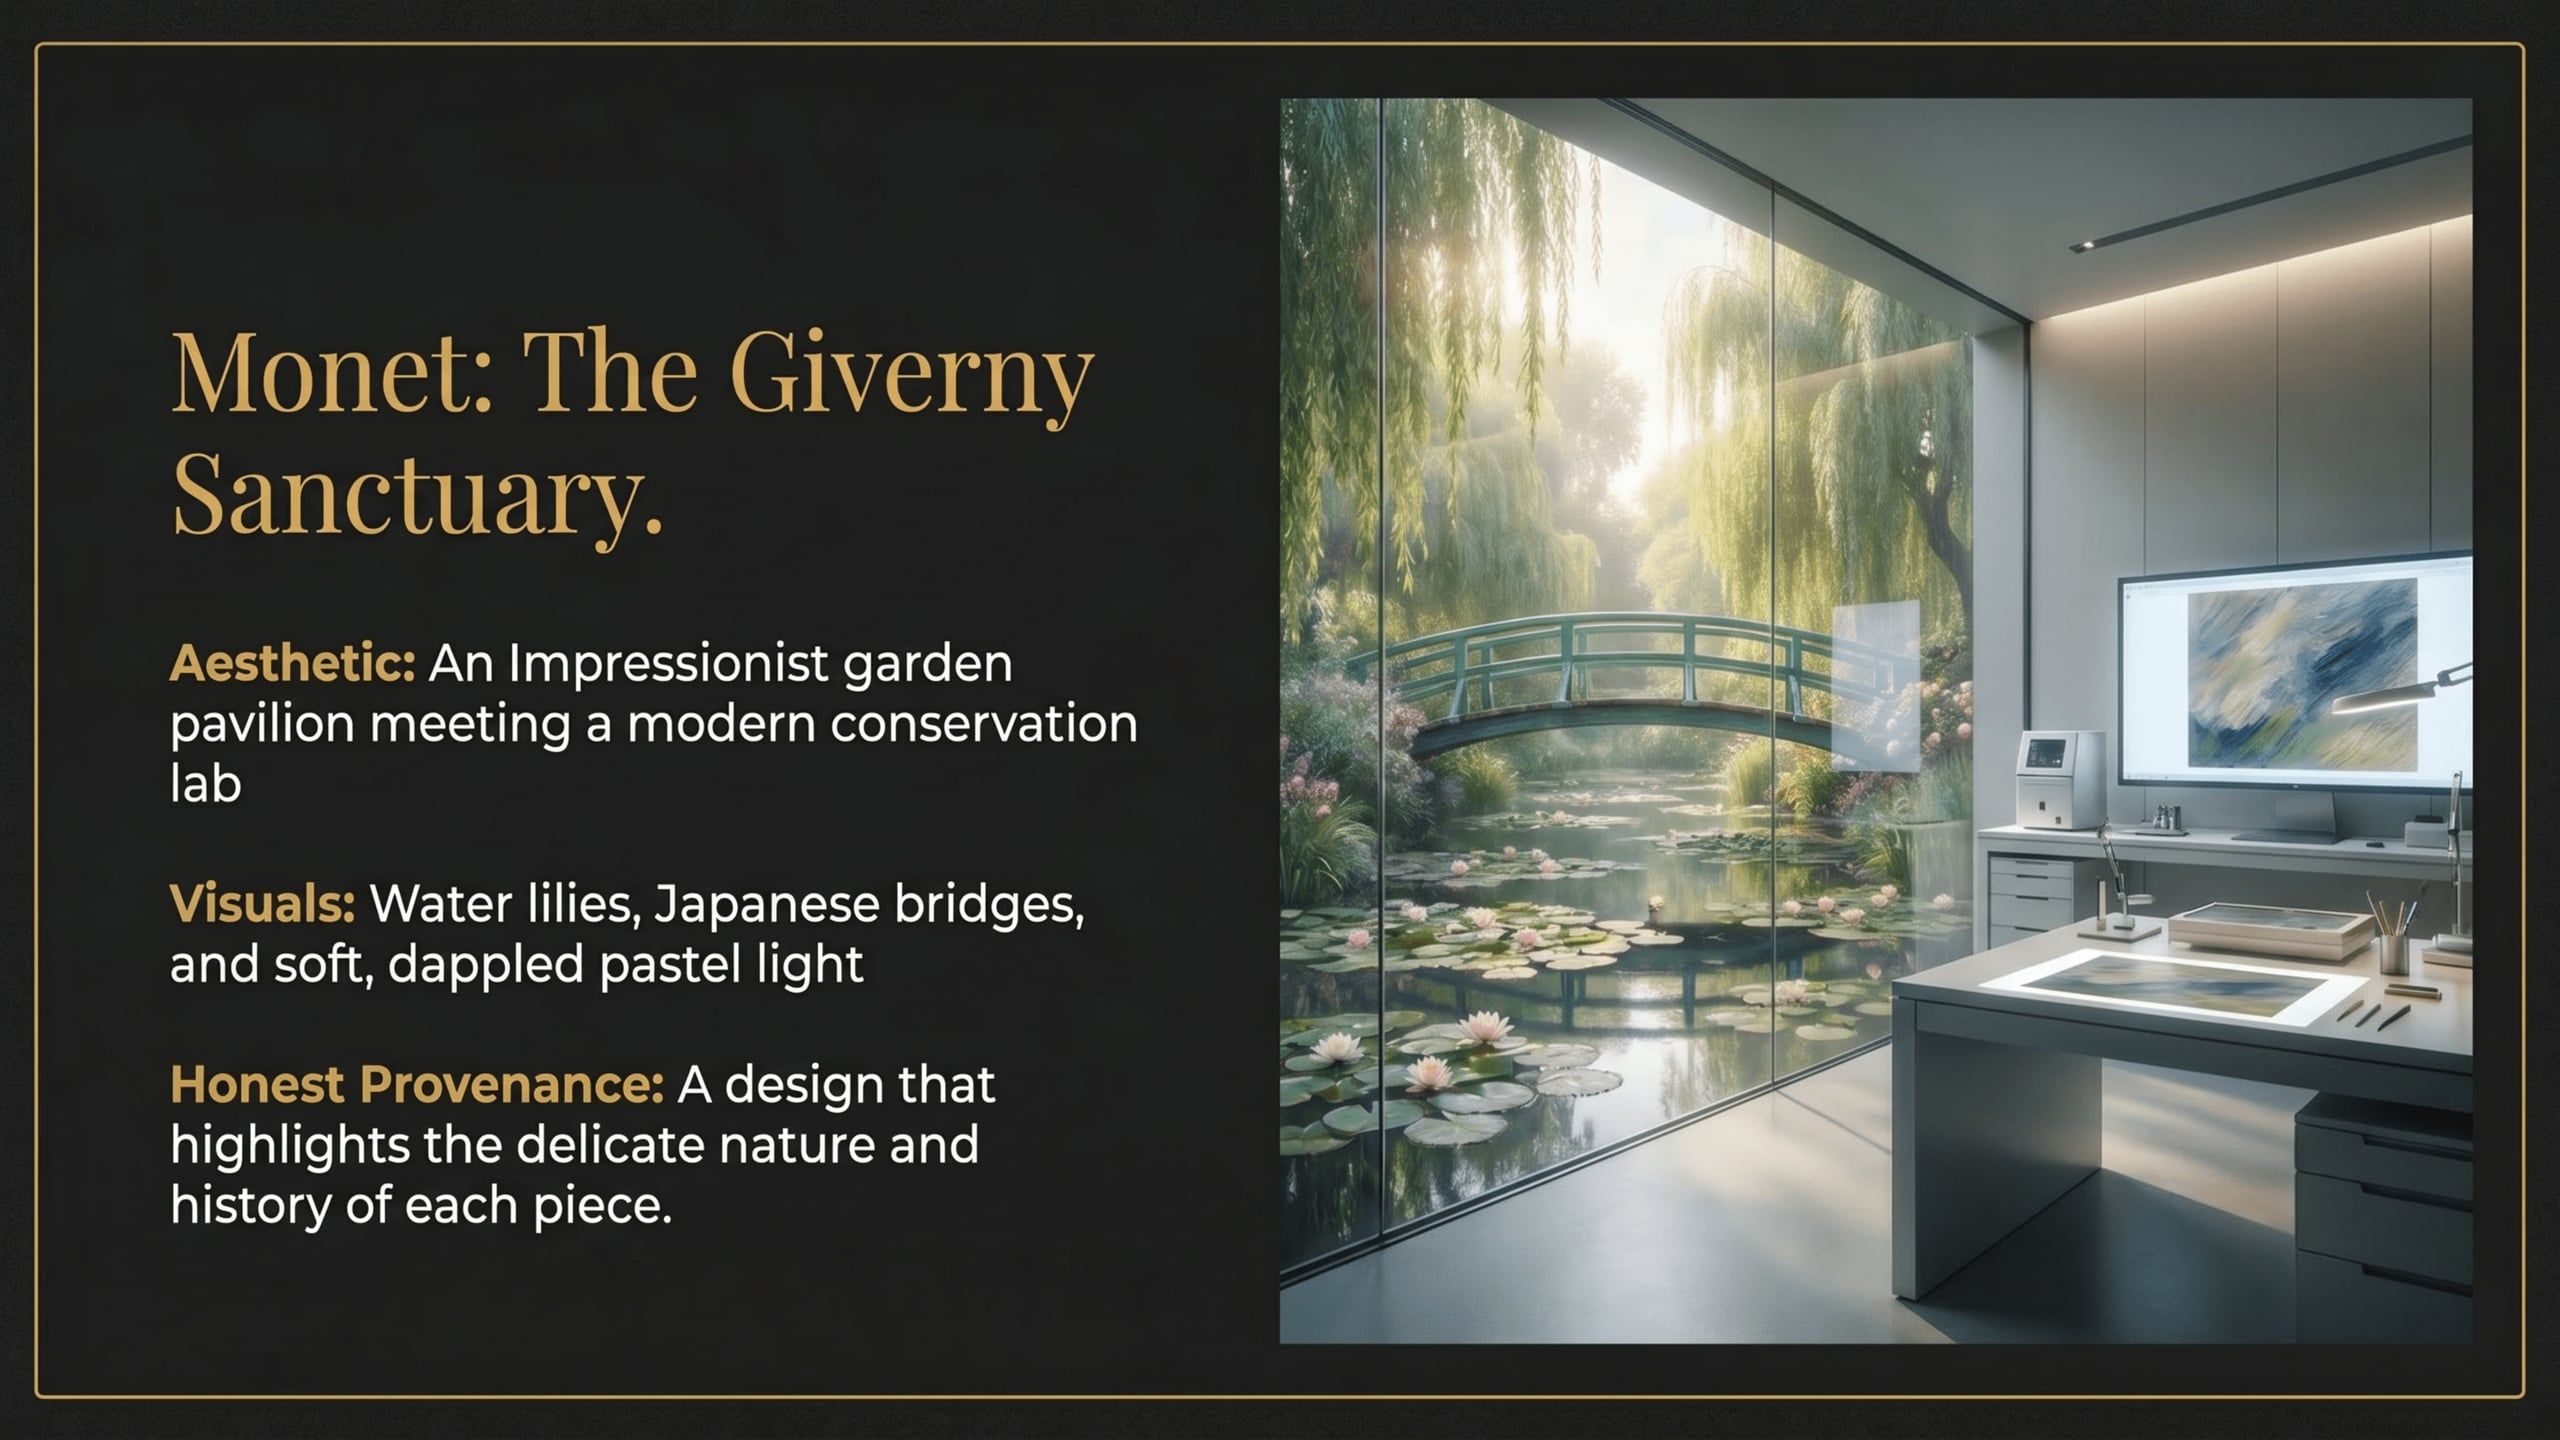 Monet: The Giverny
Sanctuary.
Aesthetic: An Impressionist garden
pavilion meeting a modern conservation
lab
Visuals: Water lilies, Japanese bridges,
and soft, dappled pastel light
Honest Provenance: A design that
highlights the delicate nature and
history of each piece.